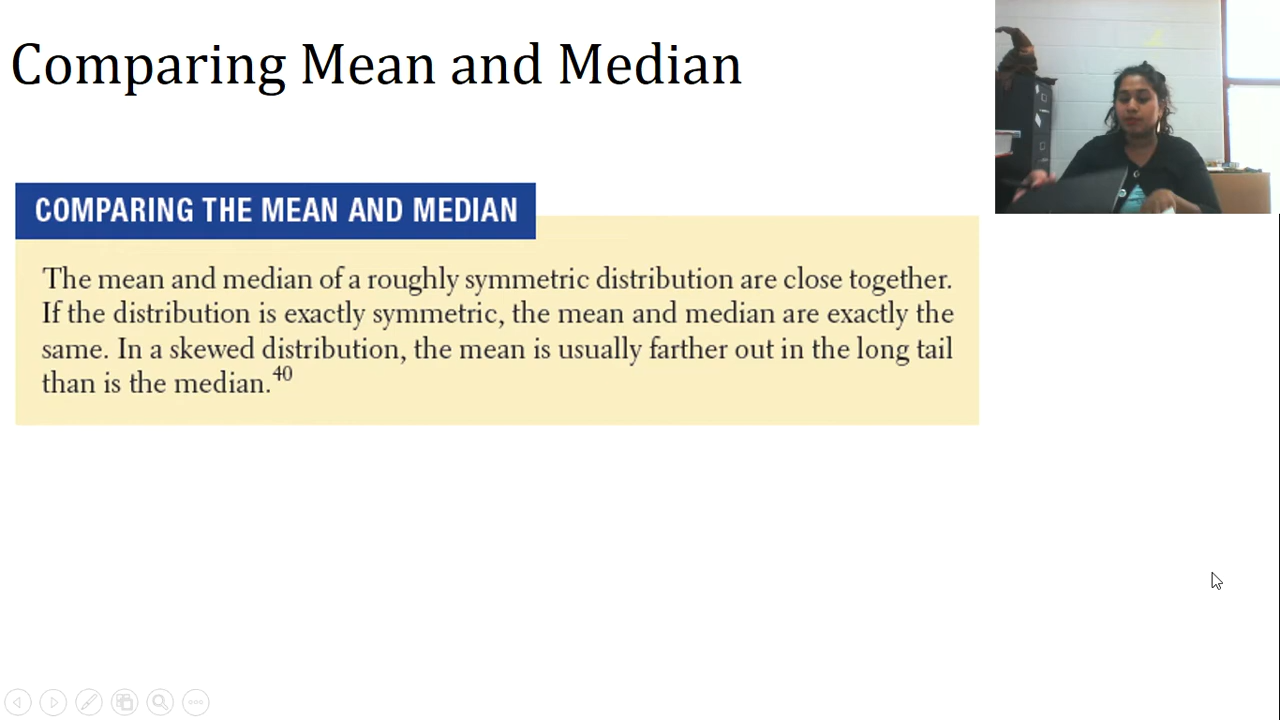 Comparing Mean and Median
COMPARING THE MEAN AND MEDIAN
The mean and median of a roughly symmetric distribution are close together.
If the distribution is exactly symmetric, the mean and median are exactly the
same. In a skewed distribution, the mean is usually farther out in the long tail
than is the median.40